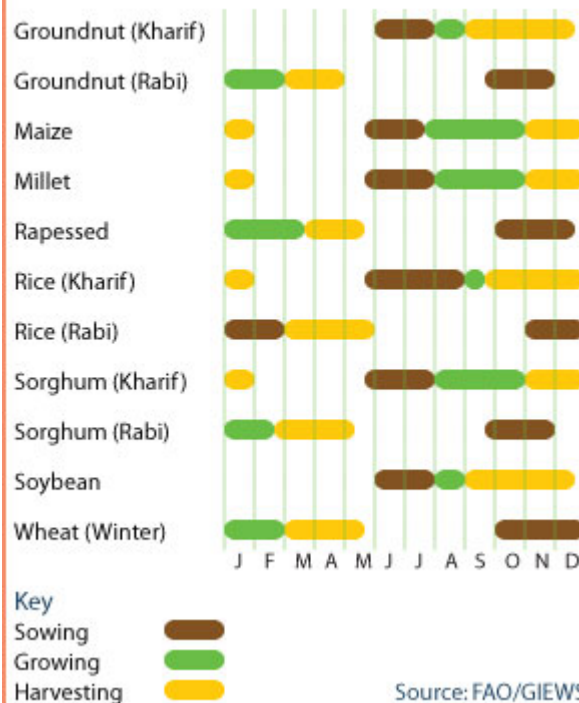 Groundnut (Kharif)
Groundnut (Rabi)
Maize
Millet
Rapessed
Rice (Kharif)
Rice (Rabi)
Sorghum (Kharif)
Sorghum (Rabi)
Soybean
Wheat (Winter)
J F M A M J J A S O N D
Key
Sowing
Growing
Harvesting
Source: FAO/GIEWS